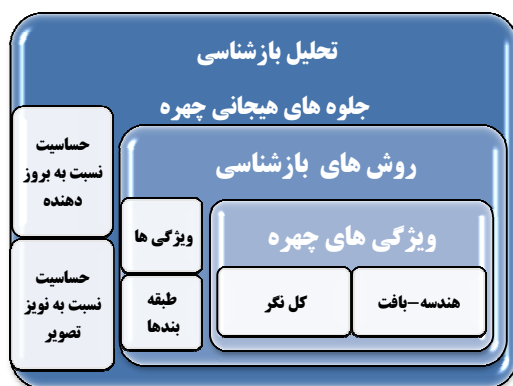 تحلیل بازشناسی
جلوه های هیجانی چهره
حساسیت
نسبت به بروز
دهنده
روش های بازشناسی
ویژگی ها
ویژگی های چهره
حساسیت
نسبت به نویز
تصویر
طبقه
بندها
کل نگر
هندسه-بافت